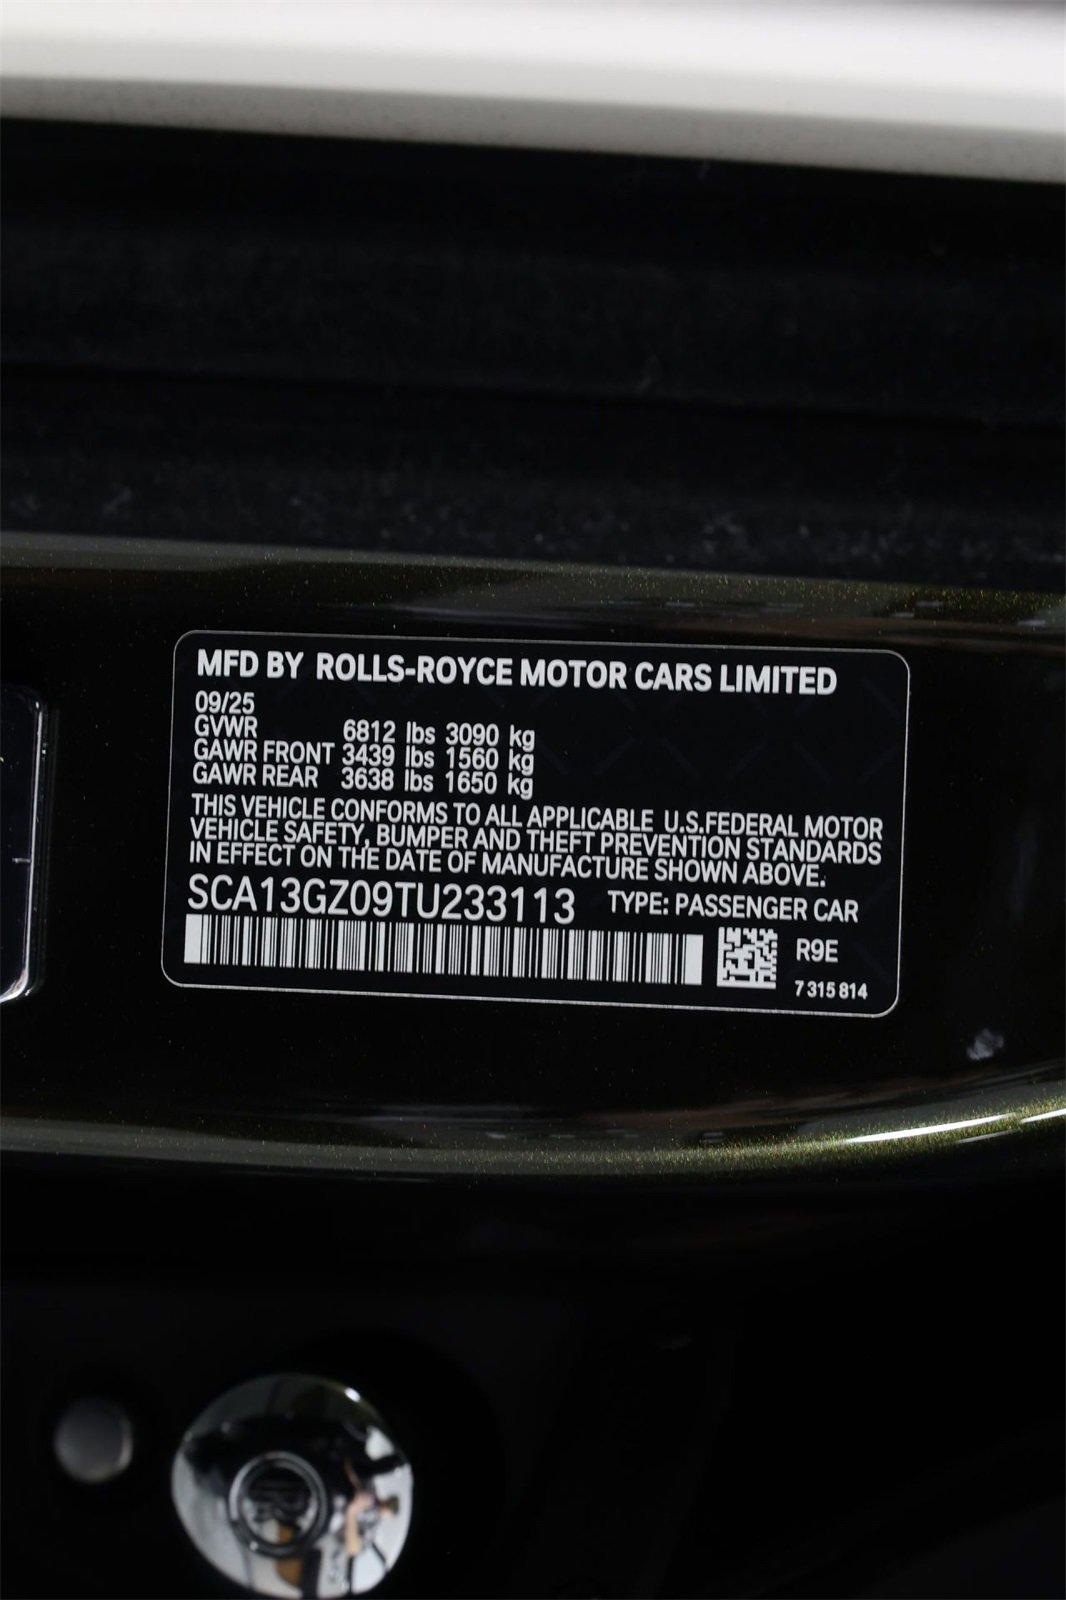 MFD BY ROLLS-ROYCE MOTOR CARS LIMITED
09/25
GVWR 6812 lbs 3090 kg
GAWR FRONT 3439 lbs 1560 kg
GAWR REAR 3638 lbs 1650 kg
THIS VEHICLE CONFORMS TO ALL APPLICABLE U.S.FEDERAL MOTOR
VEHICLE SAFETY, BUMPER AND THEFT PREVENTION STANDARDS
IN EFFECT ON THE DATE OF MANUFACTURE SHOWN ABOVE.
SCA13GZ09TU233113 TYPE: PASSENGER CAR
R9E
7 315 814